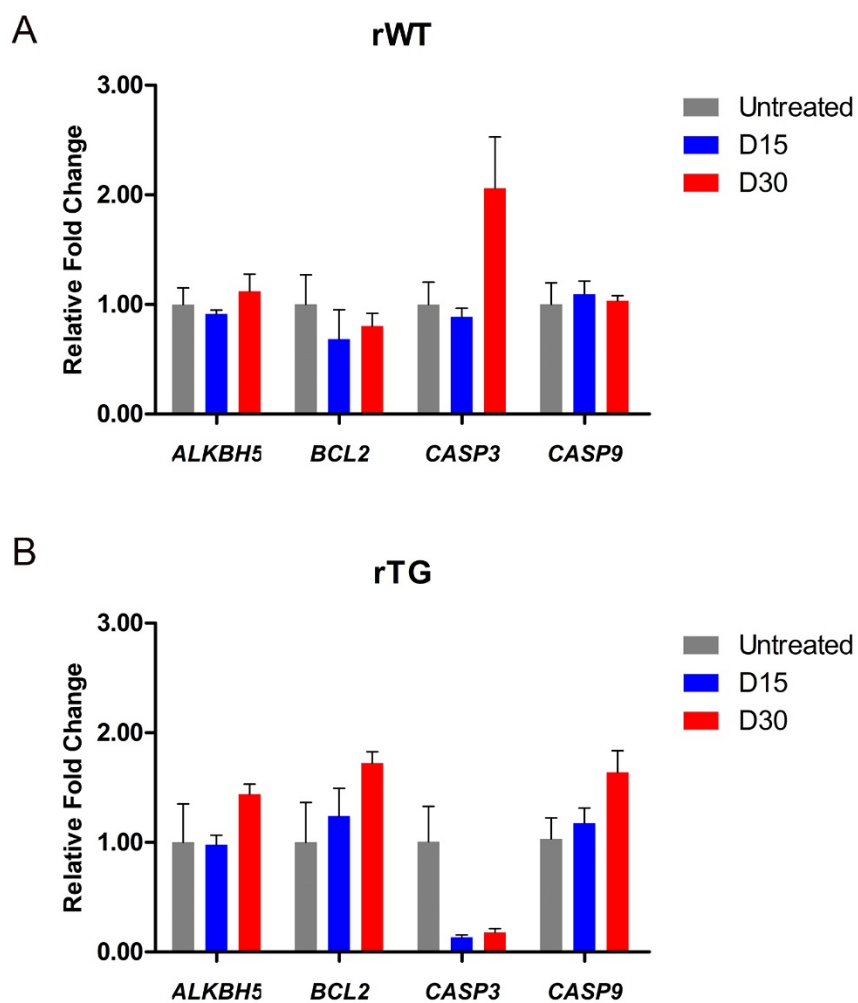 A
rWT
Relative Fold Change
3.00
2.00
1.00
0.00
ALKBH5
BCL2
CASP3
CASP9
Untreated
D15
D30
B
rTG
Relative Fold Change
3.00
2.00
1.00
0.00
ALKBH5
BCL2
CASP3
CASP9
Untreated
D15
D30